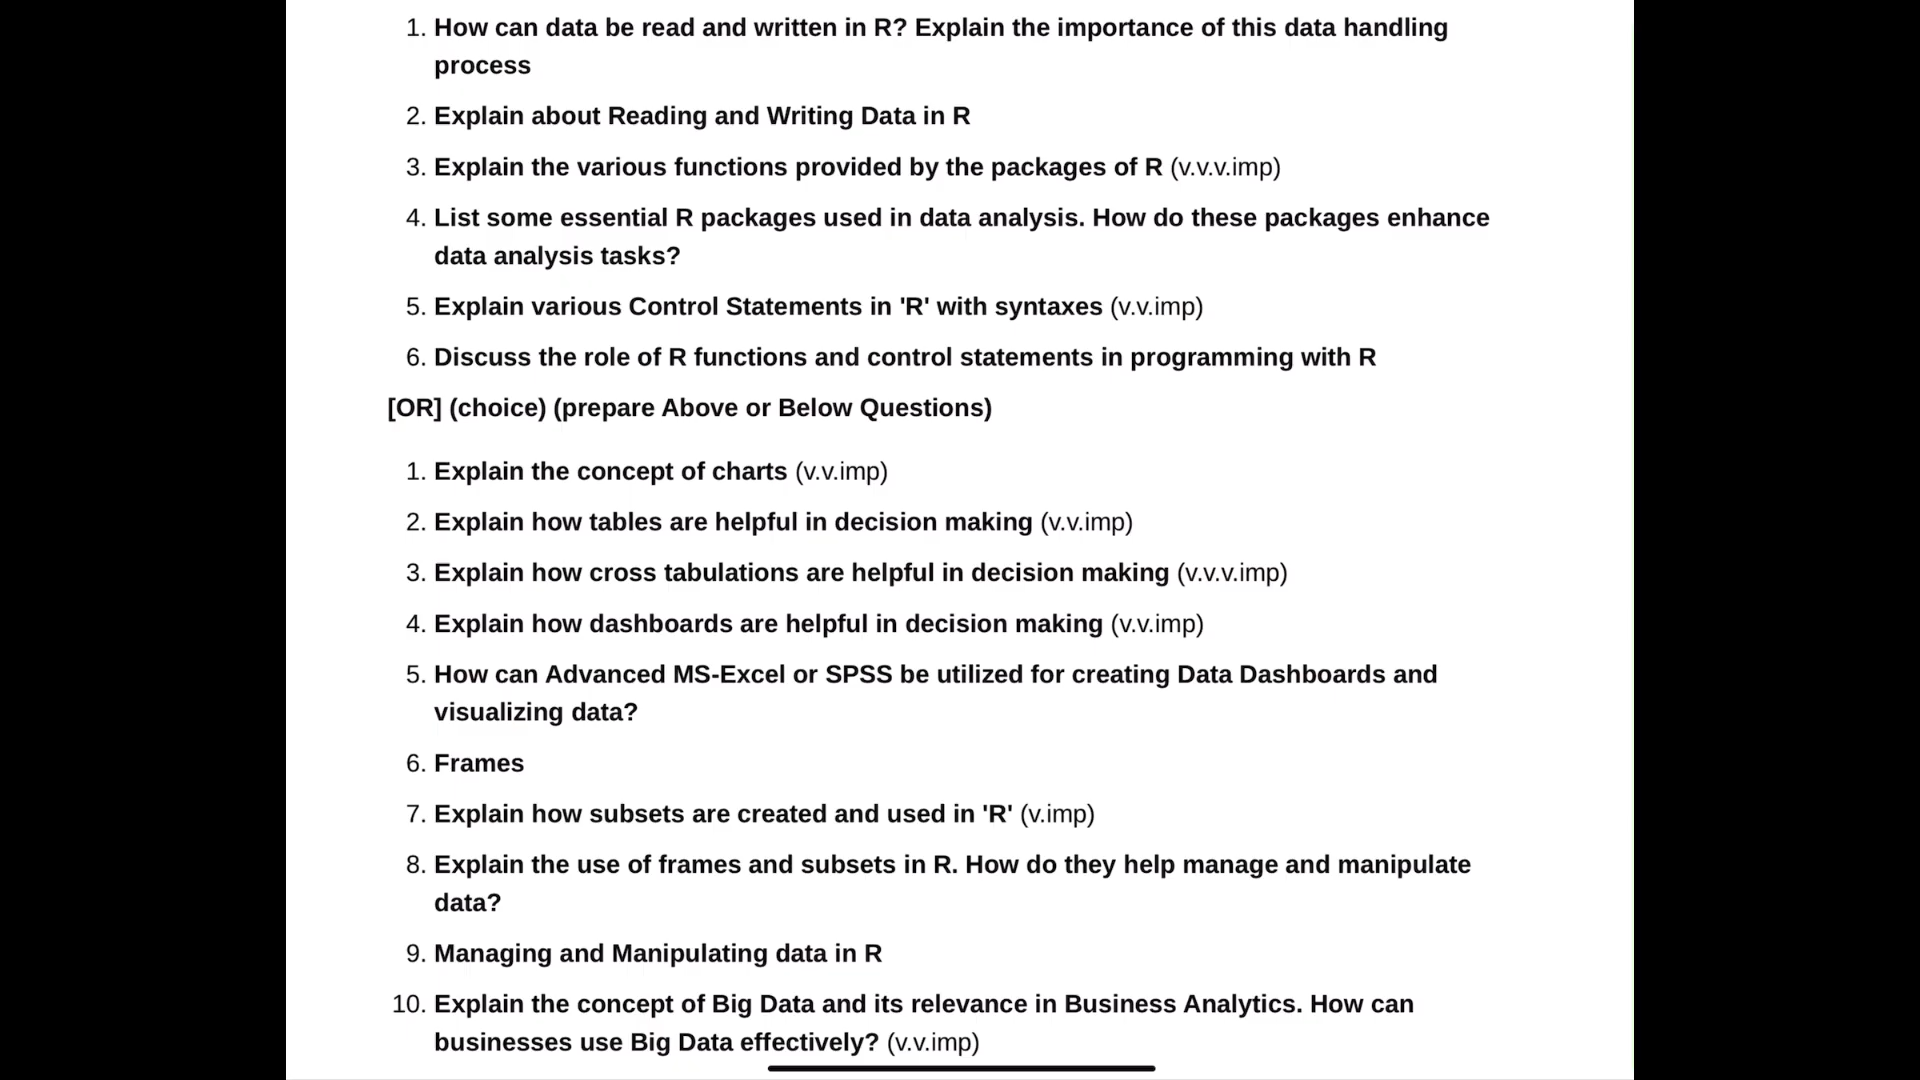 1. How can data be read and written in R? Explain the importance of this data handling
process
2. Explain about Reading and Writing Data in R
3. Explain the various functions provided by the packages of R (v.v.v.imp)
4. List some essential R packages used in data analysis. How do these packages enhance
data analysis tasks?
5. Explain various Control Statements in 'R' with syntaxes (v.v.imp)
6. Discuss the role of R functions and control statements in programming with R
[OR] (choice) (prepare Above or Below Questions)
1. Explain the concept of charts (v.v.imp)
2. Explain how tables are helpful in decision making (v.v.imp)
3. Explain how cross tabulations are helpful in decision making (v.v.v.imp)
4. Explain how dashboards are helpful in decision making (v.v.imp)
5. How can Advanced MS-Excel or SPSS be utilized for creating Data Dashboards and
visualizing data?
6. Frames
7. Explain how subsets are created and used in 'R' (v.imp)
8. Explain the use of frames and subsets in R. How do they help manage and manipulate
data?
9. Managing and Manipulating data in R
10. Explain the concept of Big Data and its relevance in Business Analytics. How can
businesses use Big Data effectively? (v.v.imp)